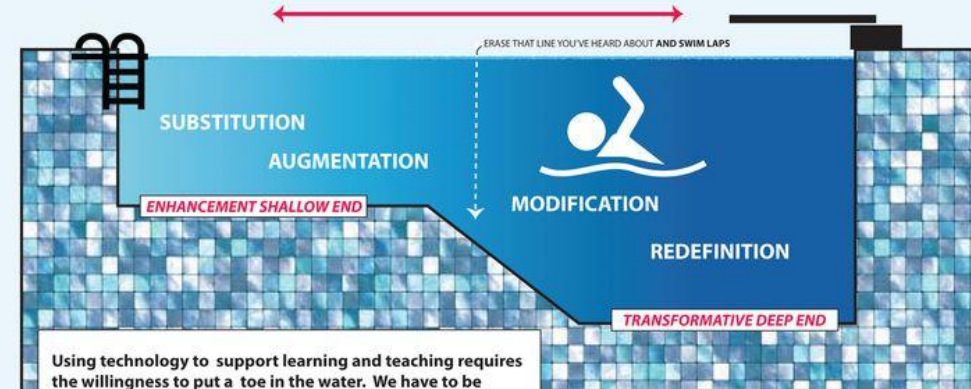 ERASE THAT LINE YOU'VE HEARD ABOUT AND SWIM LAPS
SUBSTITUTION
AUGMENTATION
ENHANCEMENT SHALLOW END
MODIFICATION
REDEFINITION
TRANSFORMATIVE DEEP END
Using technology to support learning and teaching requires
the willingness to put a toe in the water. We have to be